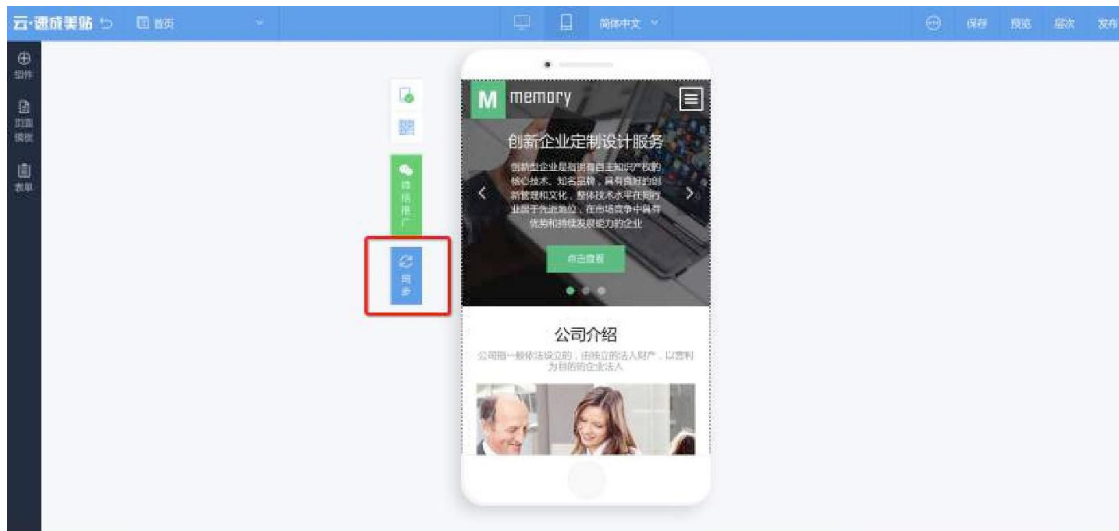 云·速成美站
首页
简体中文
保存
预览
层次
发布
组件
页面
模板
表单
微信推广
同步
M memory
创新企业定制设计服务
创新型企业是指拥有自主知识产权的
核心技术、知名品牌，具有良好的创
新管理和文化，整体技术水平在同行
业居于先进地位，在市场竞争中具有
优势和持续发展能力的企业
点击查看
公司介绍
公司指一般依法设立的，由独立的法人财产，以营利
为目的的企业法人